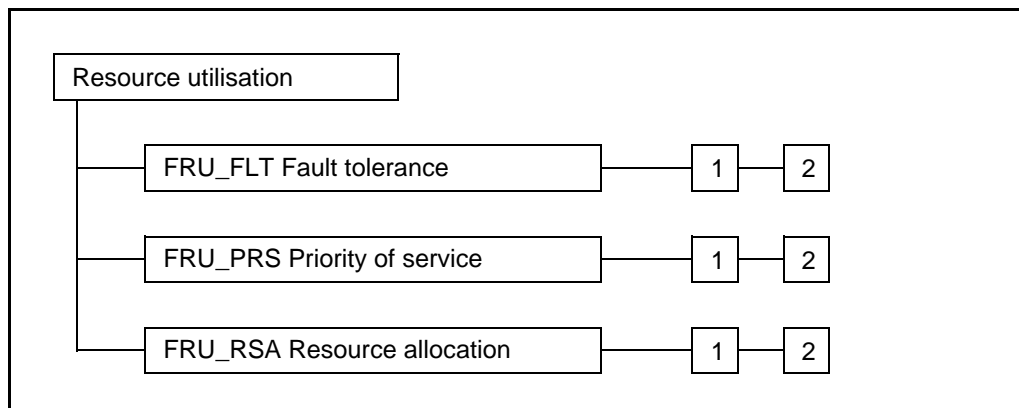 Resource utilisation
FRU_FLT Fault tolerance 1 2
FRU_PRS Priority of service 1 2
FRU_RSA Resource allocation 1 2